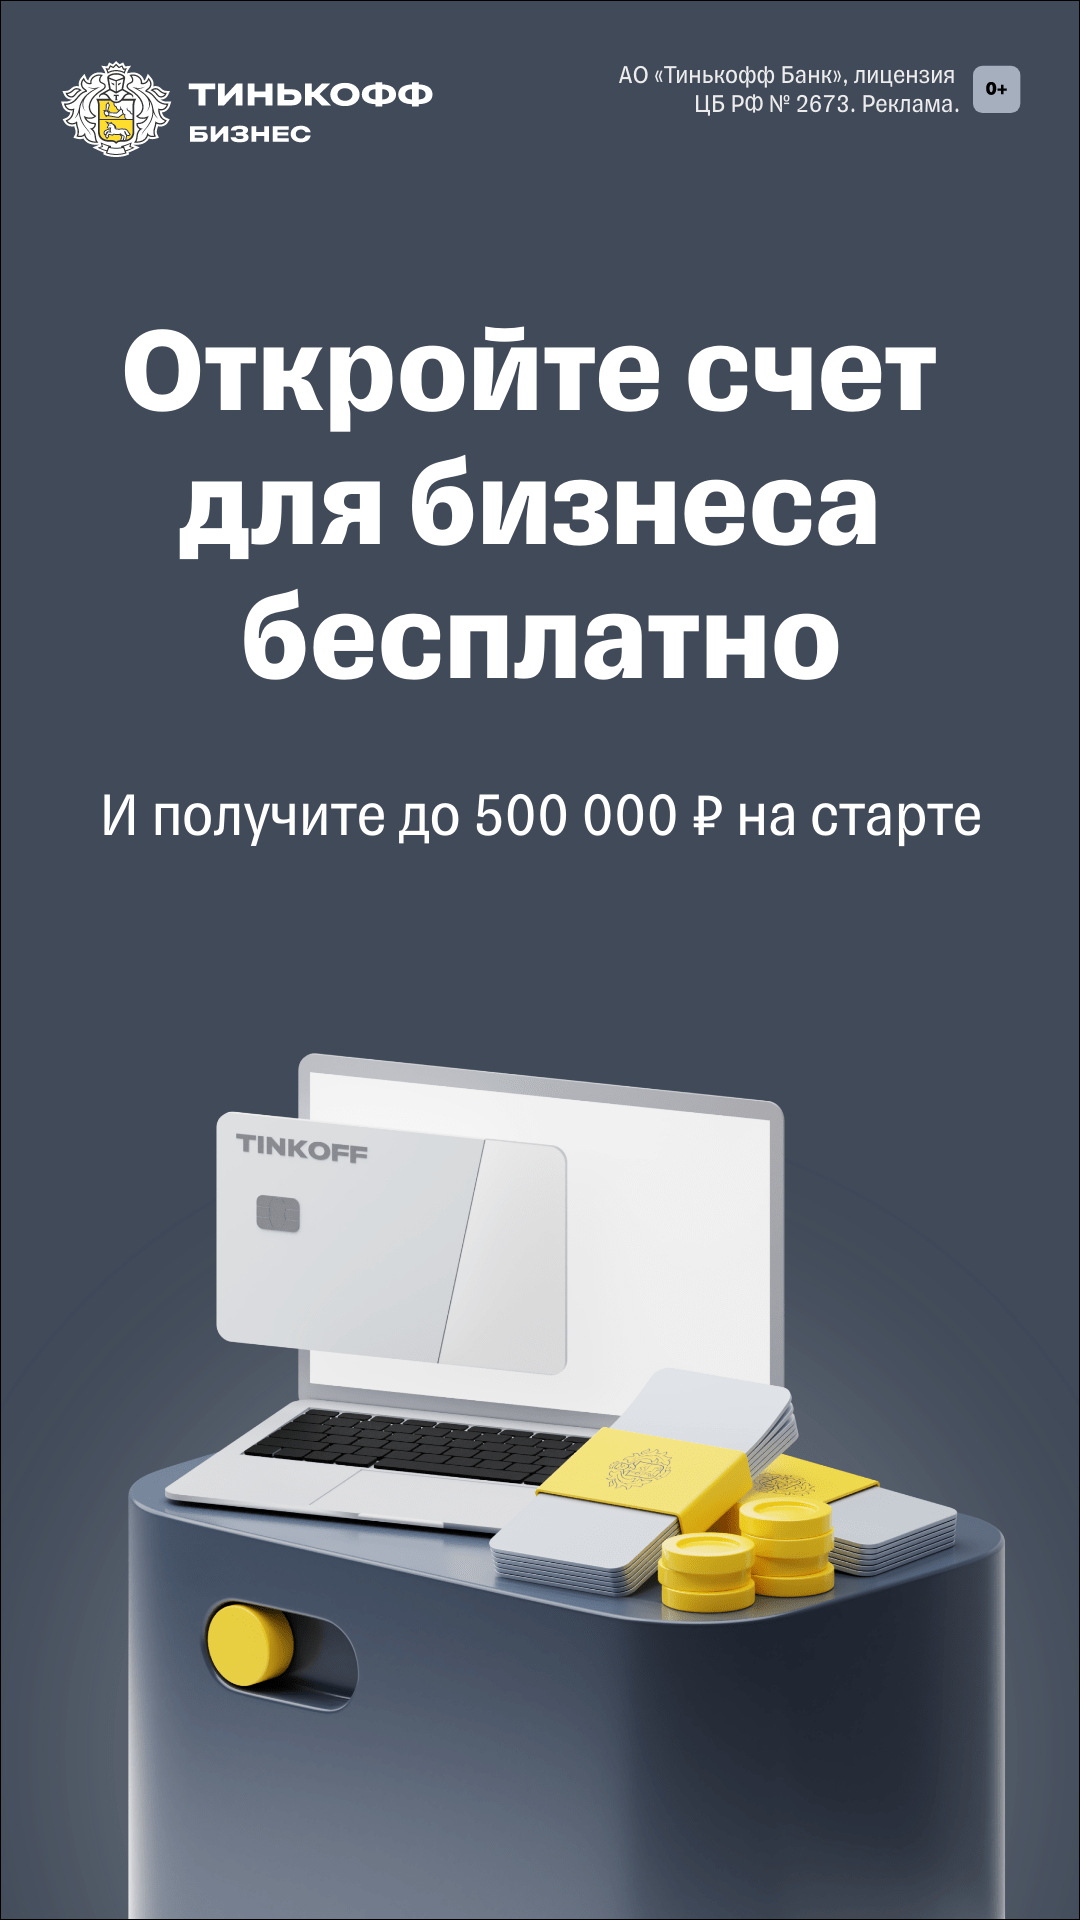 ТИНЬКОФФ
БИЗНЕС
АО «Тинькофф Банк», лицензия
ЦБ РФ № 2673. Реклама.
0+
Откройте счет
для бизнеса
бесплатно
И получите до 500 000 ₽ на старте
TINKOFF